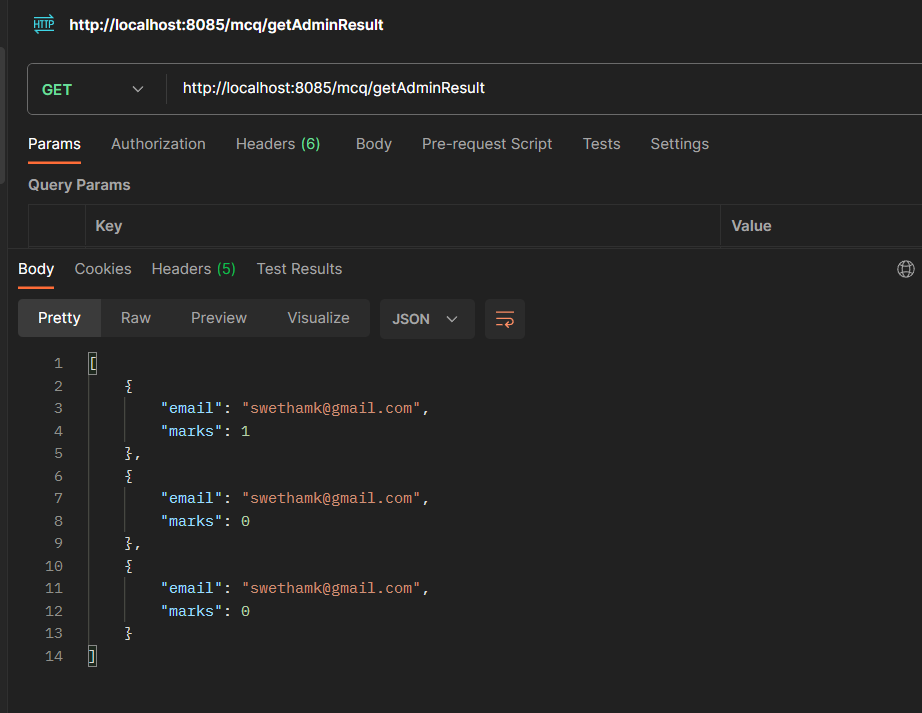 HTTP http://localhost:8085/mcq/getAdminResult
GET http://localhost:8085/mcq/getAdminResult
Params Authorization Headers (6) Body Pre-request Script Tests Settings
Query Params
Key Value
Body Cookies Headers (5) Test Results
Pretty Raw Preview Visualize JSON
1 [
2 {
3 "email": "swethamk@gmail.com",
4 "marks": 1
5 },
6 {
7 "email": "swethamk@gmail.com",
8 "marks": 0
9 },
10 {
11 "email": "swethamk@gmail.com",
12 "marks": 0
13 }
14 ]